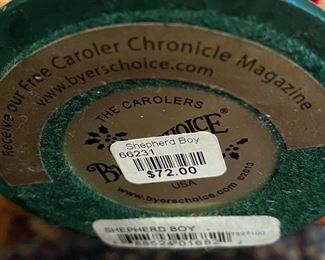 Receive our Free Caroler Chronicle Magazine
www.byerschoice.com
THE CAROLERS
Shepherd Boy
66231
$72.00
USA
www.byerschoice.com ©2013
SHEPHERD BOY